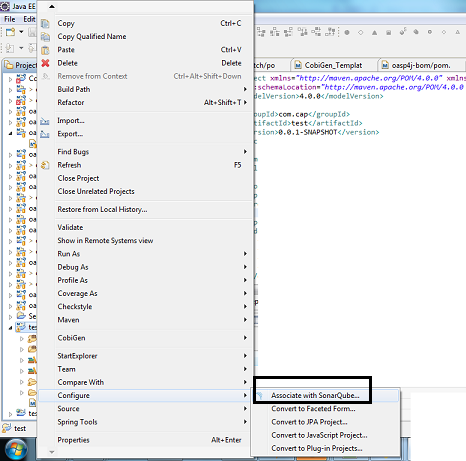 Java EE
Copy Ctrl+C
Copy Qualified Name
Paste Ctrl+V
Delete Delete
Remove from Context Ctrl+Alt+Shift+Down
Build Path
Refactor Alt+Shift+T
Import...
Export...
Find Bugs
Refresh F5
Close Project
Close Unrelated Projects
Restore from Local History...
Validate
Show in Remote Systems view
Run As
Debug As
Profile As
Coverage As
Checkstyle
Maven
CobiGen
StartExplorer
Team
Compare With
Configure
Source
Spring Tools
Properties Alt+Enter
Associate with SonarQube...
Convert to Faceted Form...
Convert to JPA Project...
Convert to JavaScript Project...
Convert to Plug-in Projects...
tch/po CobiGen_Templat oasp4j-bom/pom.
ect xmlns="http://maven.apache.org/POM/4.0.0" xmlns
:schemaLocation="http://maven.apache.org/POM/4.0.0
odelVersion>4.0.0</modelVersion>
oupId>com.cap</groupId>
tifactId>test</artifactId>
rsion>0.0.1-SNAPSHOT</version>
Projec
test